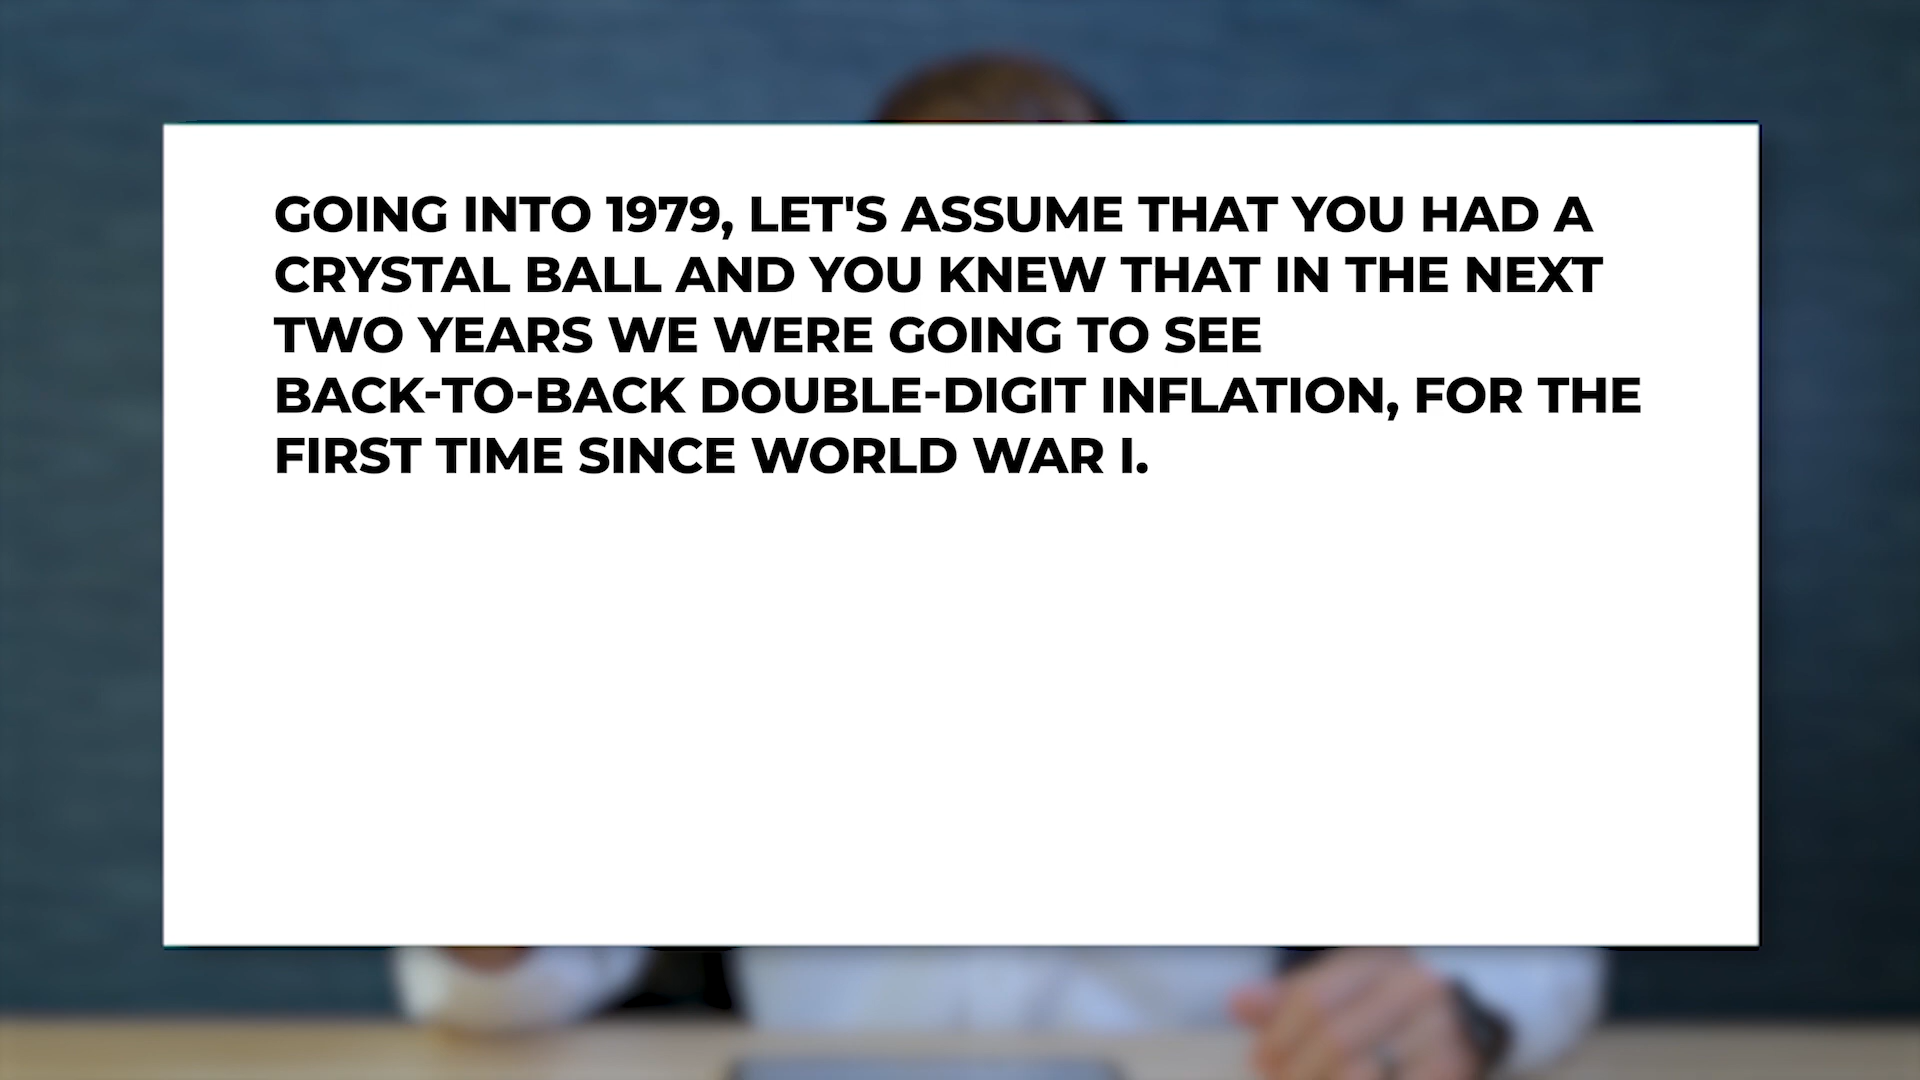 GOING INTO 1979, LET'S ASSUME THAT YOU HAD A
CRYSTAL BALL AND YOU KNEW THAT IN THE NEXT
TWO YEARS WE WERE GOING TO SEE
BACK-TO-BACK DOUBLE-DIGIT INFLATION, FOR THE
FIRST TIME SINCE WORLD WAR I.